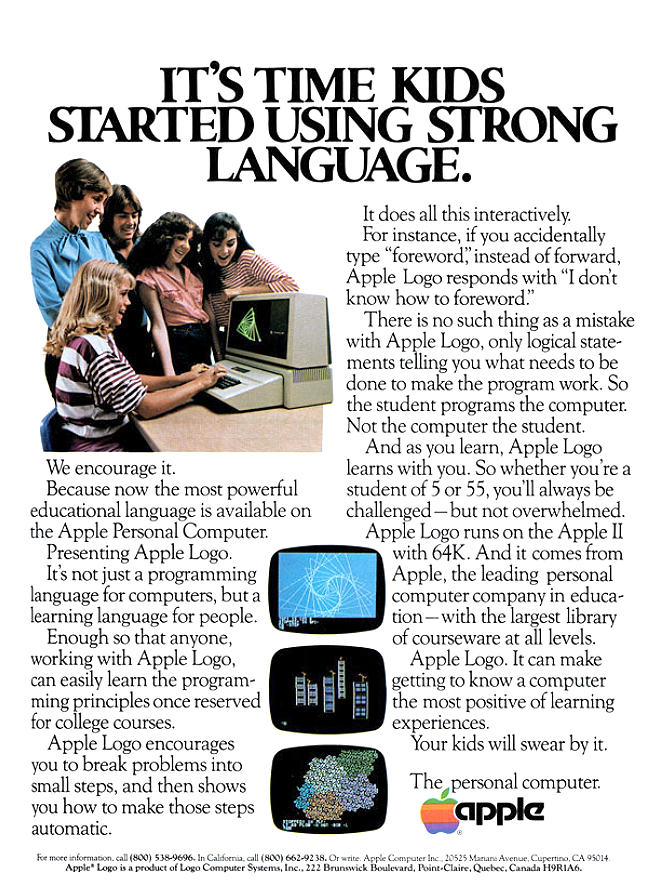 IT'S TIME KIDS
STARTED USING STRONG
LANGUAGE.
We encourage it.
Because now the most powerful
educational language is available on
the Apple Personal Computer.
Presenting Apple Logo.
It's not just a programming
language for computers, but a
learning language for people.
Enough so that anyone,
working with Apple Logo,
can easily learn the program-
ming principles once reserved
for college courses.
Apple Logo encourages
you to break problems into
small steps, and then shows
you how to make those steps
automatic.
It does all this interactively.
For instance, if you accidentally
type “foreword,” instead of forward,
Apple Logo responds with “I don't
know how to foreword.”
There is no such thing as a mistake
with Apple Logo, only logical state-
ments telling you what needs to be
done to make the program work. So
the student programs the computer.
Not the computer the student.
And as you learn, Apple Logo
learns with you. So whether you're a
student of 5 or 55, you'll always be
challenged—but not overwhelmed.
Apple Logo runs on the Apple II
with 64K. And it comes from
Apple, the leading personal
computer company in educa-
tion—with the largest library
of courseware at all levels.
Apple Logo. It can make
getting to know a computer
the most positive of learning
experiences.
Your kids will swear by it.
The personal computer.
apple
®
For more information, call (800) 538-9696. In California, call (800) 662-9238. Or write: Apple Computer Inc., 20525 Mariani Avenue, Cupertino, CA 95014.
Apple® Logo is a product of Logo Computer Systems, Inc., 222 Brunswick Boulevard, Point-Claire, Quebec, Canada H9R1A6.